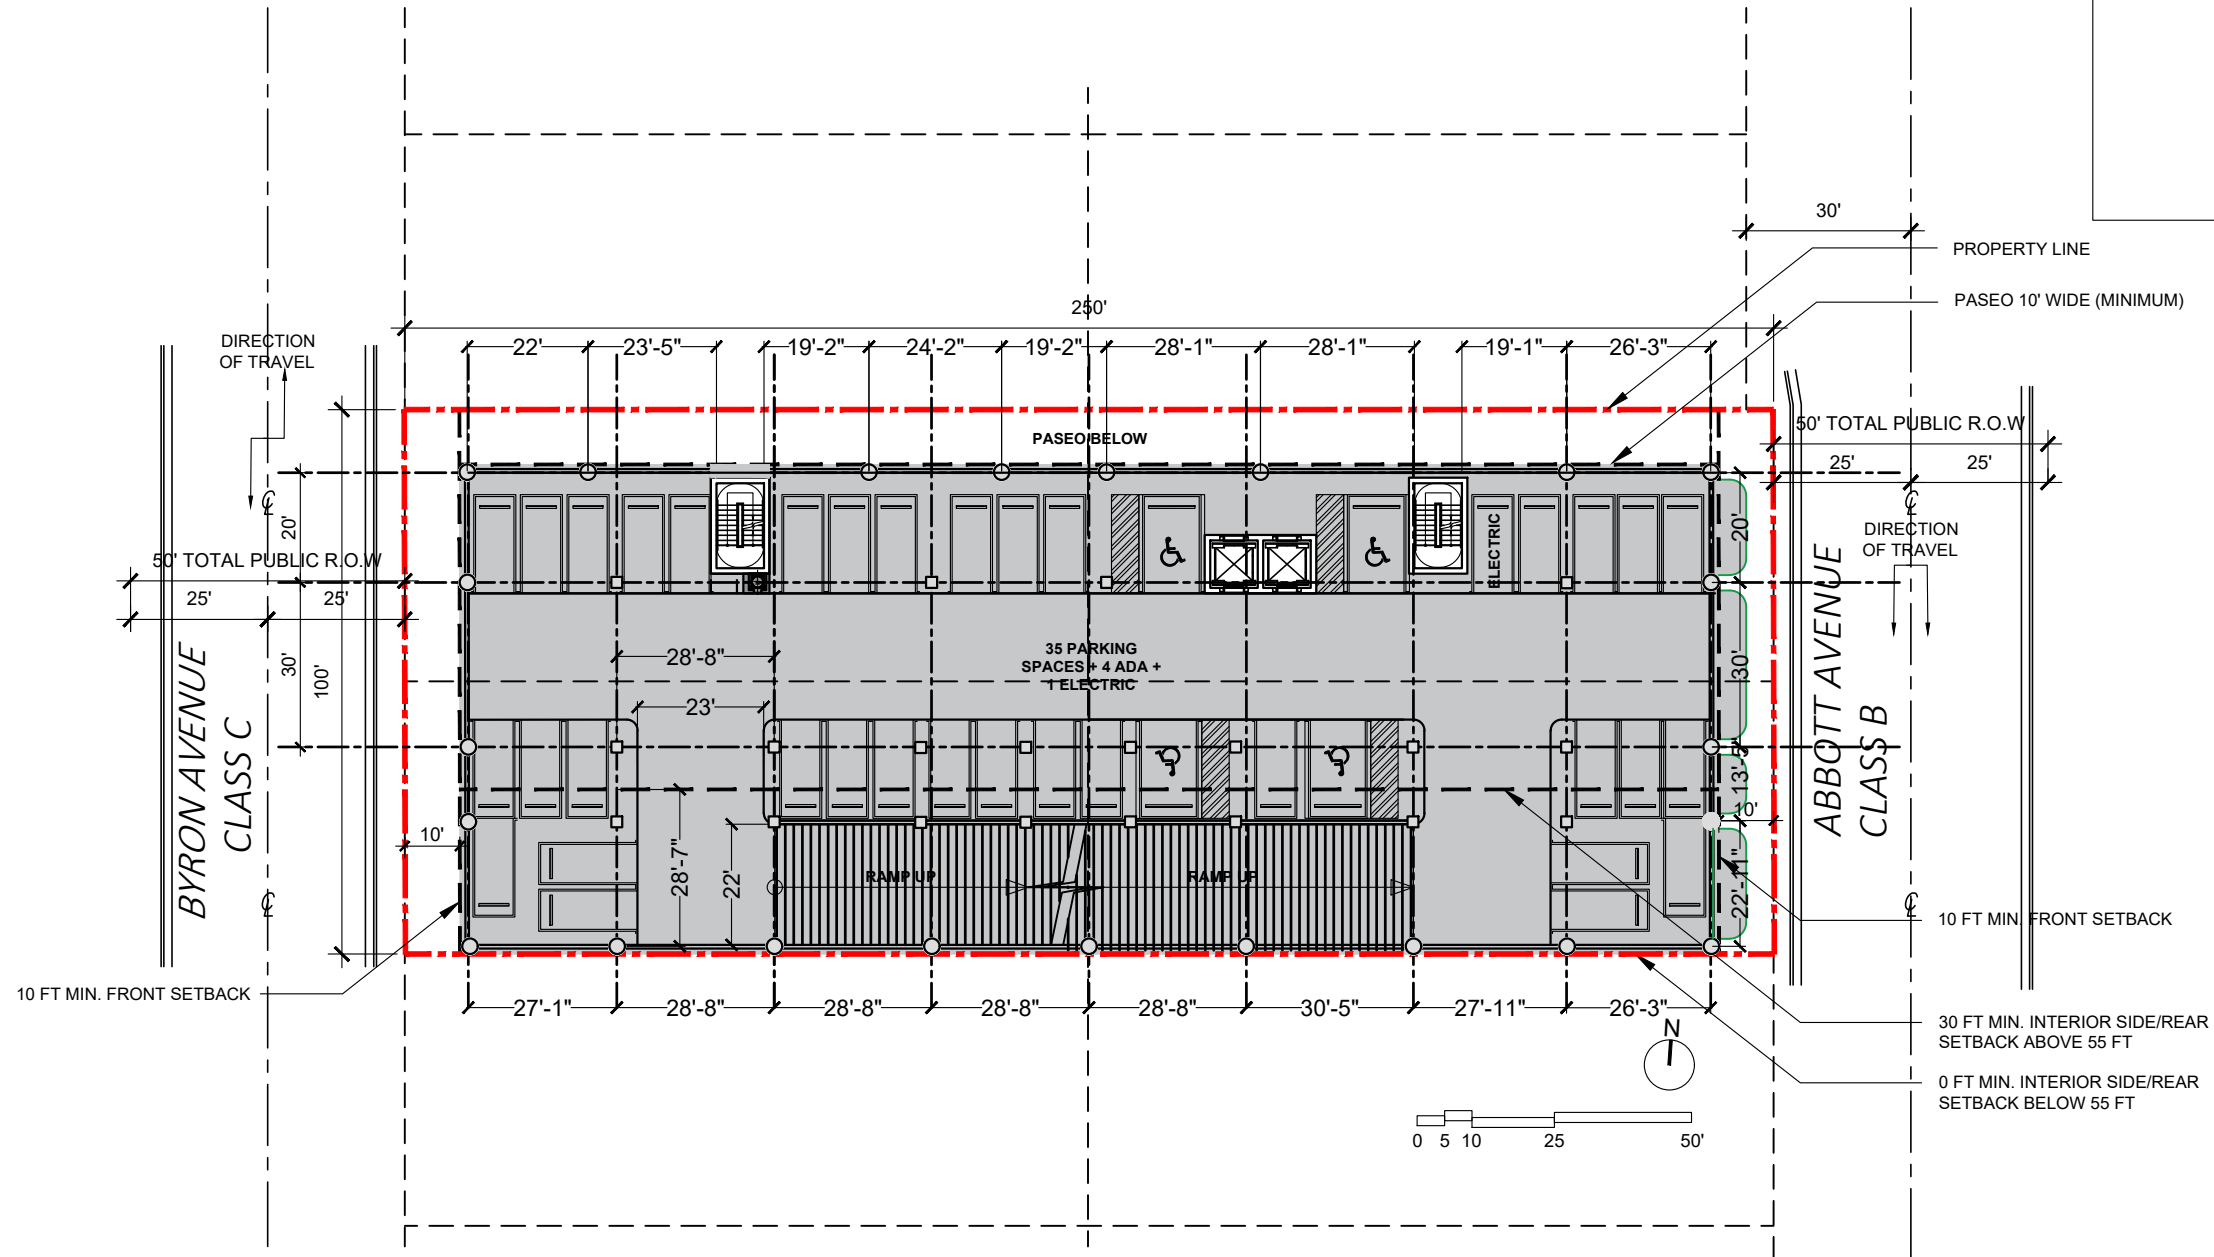 30'
PROPERTY LINE
PASEO 10' WIDE (MINIMUM)
250'
DIRECTION
OF TRAVEL
22'
23'-5"
19'-2"
24'-2"
19'-2"
28'-1"
28'-1"
19'-1"
26'-3"
50' TOTAL PUBLIC R.O.W
25'
25'
PASEO BELOW
℄
℄
DIRECTION
OF TRAVEL
20'
20'
ELECTRIC
50' TOTAL PUBLIC R.O.W
25'
25'
30'
100'
28'-8"
35 PARKING
SPACES + 4 ADA +
1 ELECTRIC
30'
23'
BYRON AVENUE
CLASS C
ABBOTT AVENUE
CLASS B
13'-5"
10'
10'
28'-7"
22'
RAMP UP
RAMP UP
22'-11"
℄
℄
10 FT MIN. FRONT SETBACK
10 FT MIN. FRONT SETBACK
27'-1"
28'-8"
28'-8"
28'-8"
28'-8"
30'-5"
27'-11"
26'-3"
N
30 FT MIN. INTERIOR SIDE/REAR
SETBACK ABOVE 55 FT
0 FT MIN. INTERIOR SIDE/REAR
SETBACK BELOW 55 FT
0 5 10 25 50'